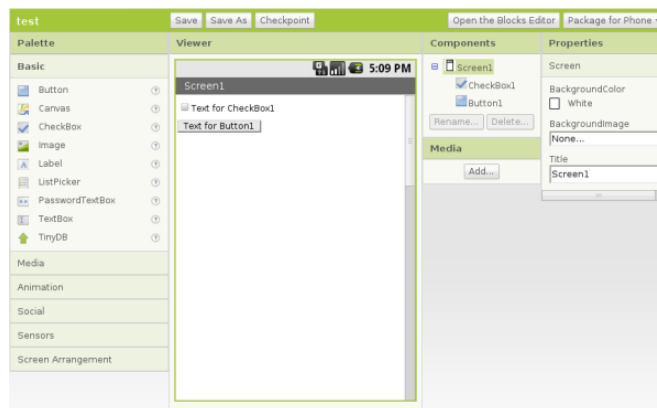 test
Save
Save As
Checkpoint
Open the Blocks Editor
Package for Phone
Palette
Basic
Button
Canvas
CheckBox
Image
Label
ListPicker
PasswordTextBox
TextBox
TinyDB
Media
Animation
Social
Sensors
Screen Arrangement
Viewer
5:09 PM
Screen1
Text for CheckBox1
Text for Button1
Components
Screen1
CheckBox1
Button1
Rename...
Delete...
Media
Add...
Properties
Screen
BackgroundColor
White
BackgroundImage
None...
Title
Screen1